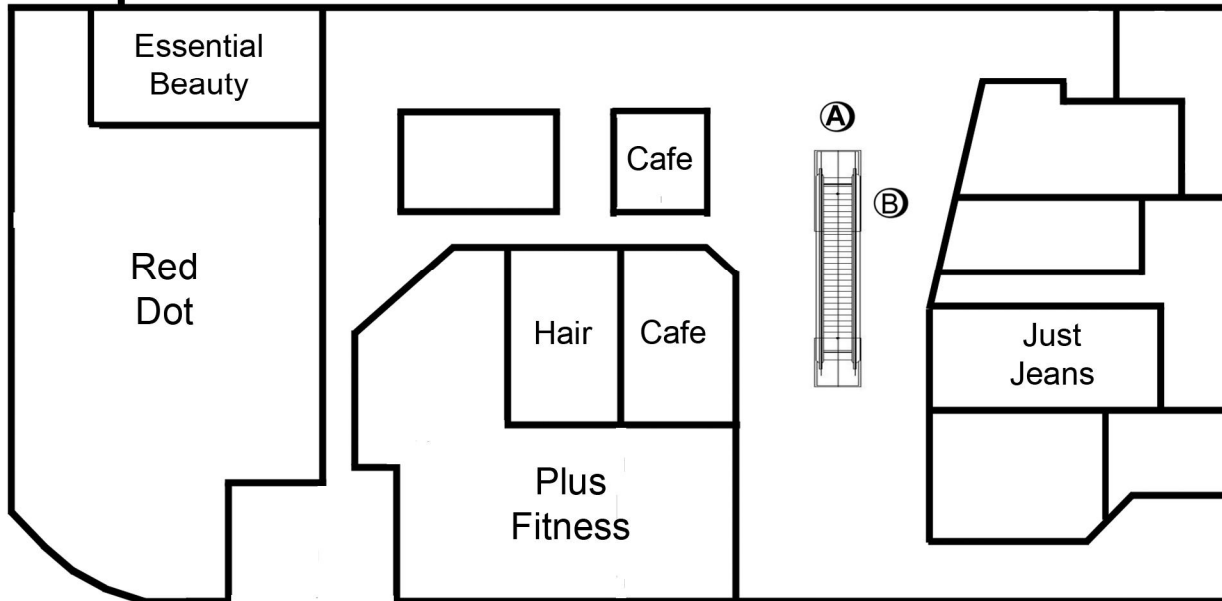 Essential
Beauty
A
Cafe
B
Red
Dot
Hair
Cafe
Just
Jeans
Plus
Fitness